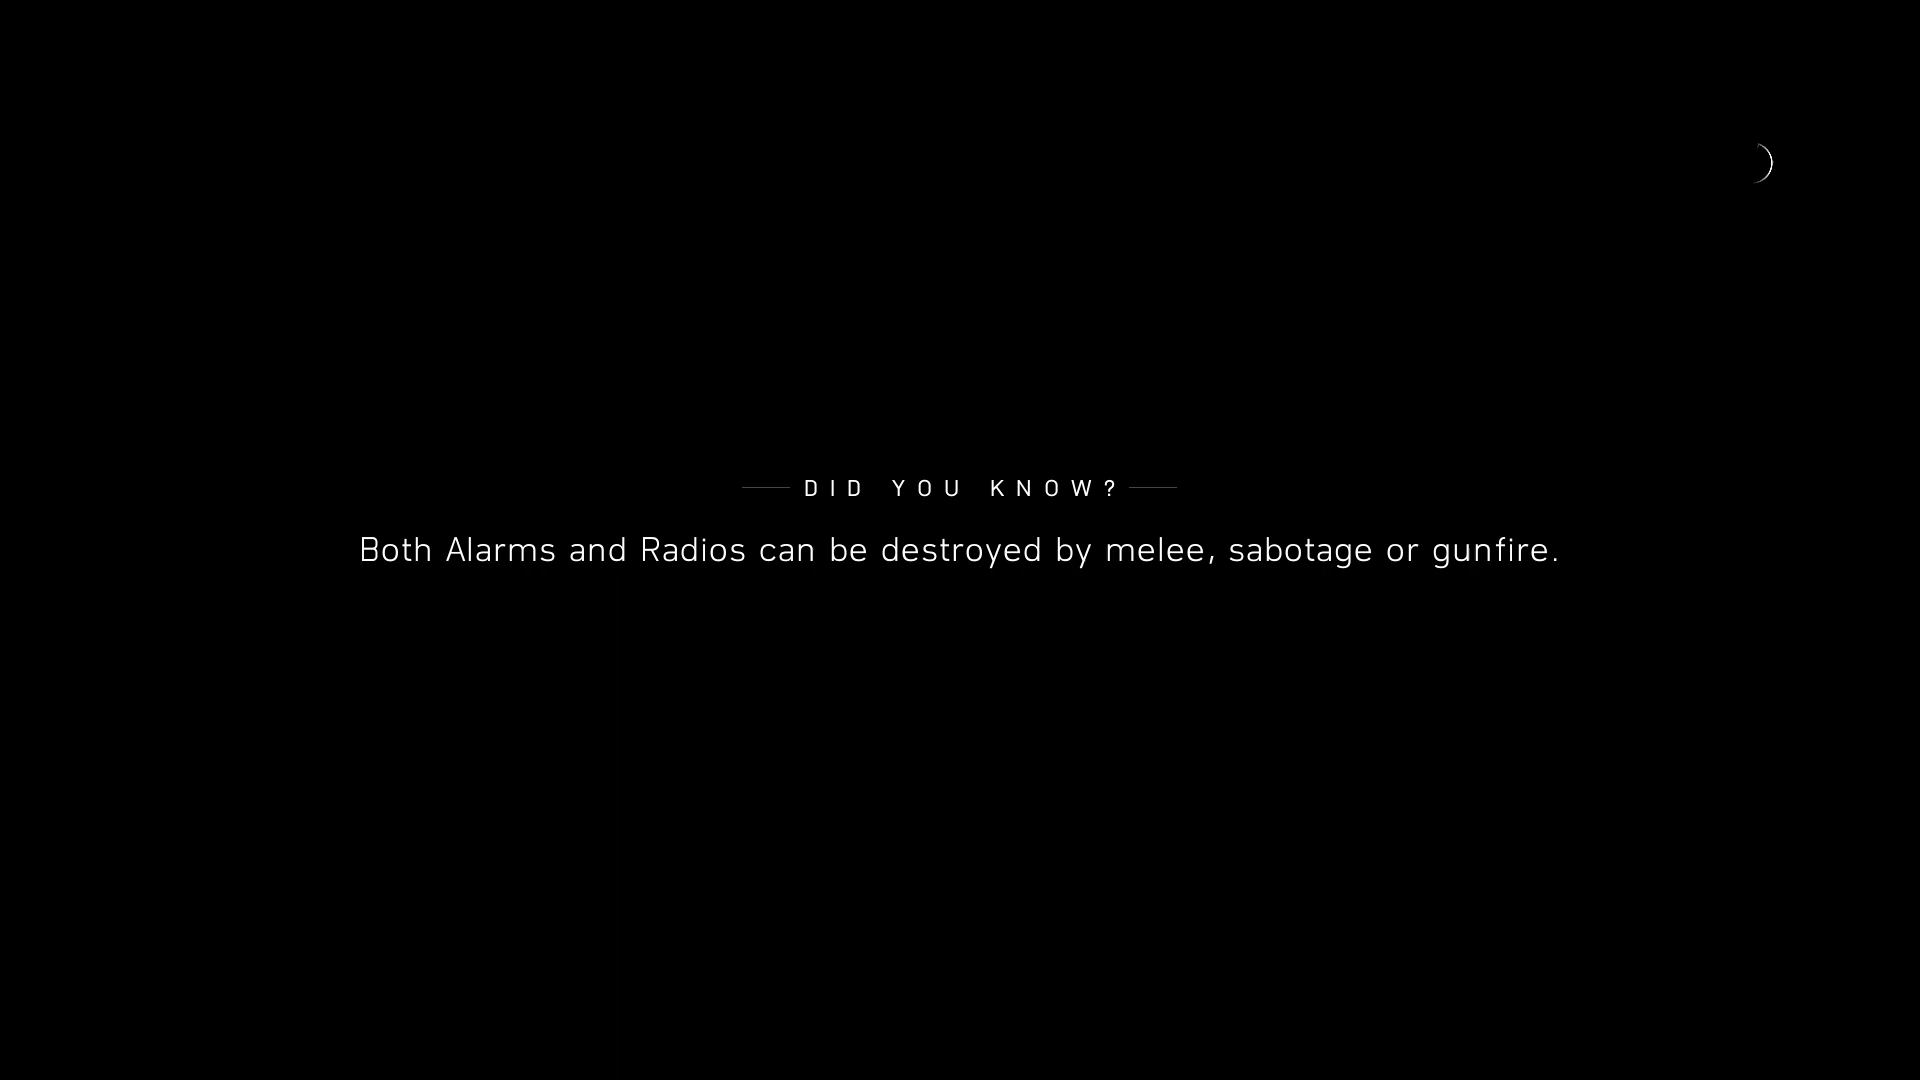 DID YOU KNOW?
Both Alarms and Radios can be destroyed by melee, sabotage or gunfire.